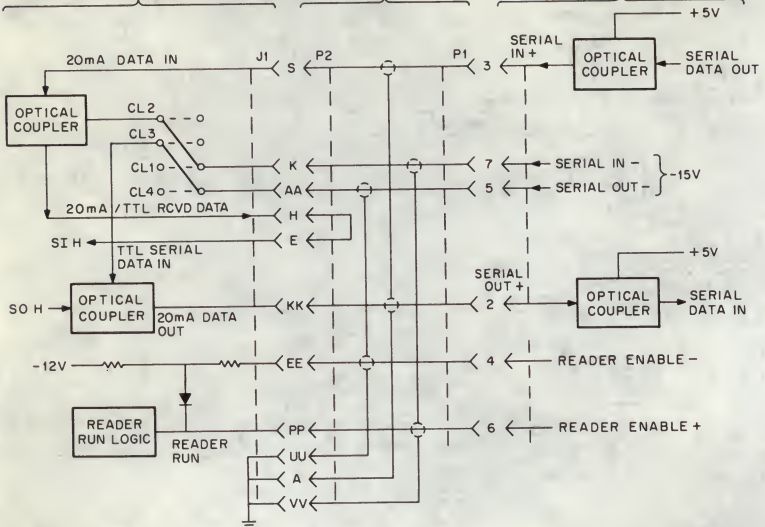 +5V
20mA DATA IN
J1
S
P2
P1
3
SERIAL
IN+
OPTICAL
COUPLER
SERIAL
DATA OUT
OPTICAL
COUPLER
CL2
CL3
CL1
CL4
K
7
SERIAL IN -
AA
5
SERIAL OUT -
-15V
20mA/TTL RCVD DATA
H
SI H
E
TTL SERIAL
DATA IN
+5V
SERIAL
OUT+
SO H
OPTICAL
COUPLER
20mA DATA
OUT
KK
2
OPTICAL
COUPLER
SERIAL
DATA IN
-12V
EE
4
READER ENABLE -
READER
RUN LOGIC
READER
RUN
PP
6
READER ENABLE +
UU
A
VV